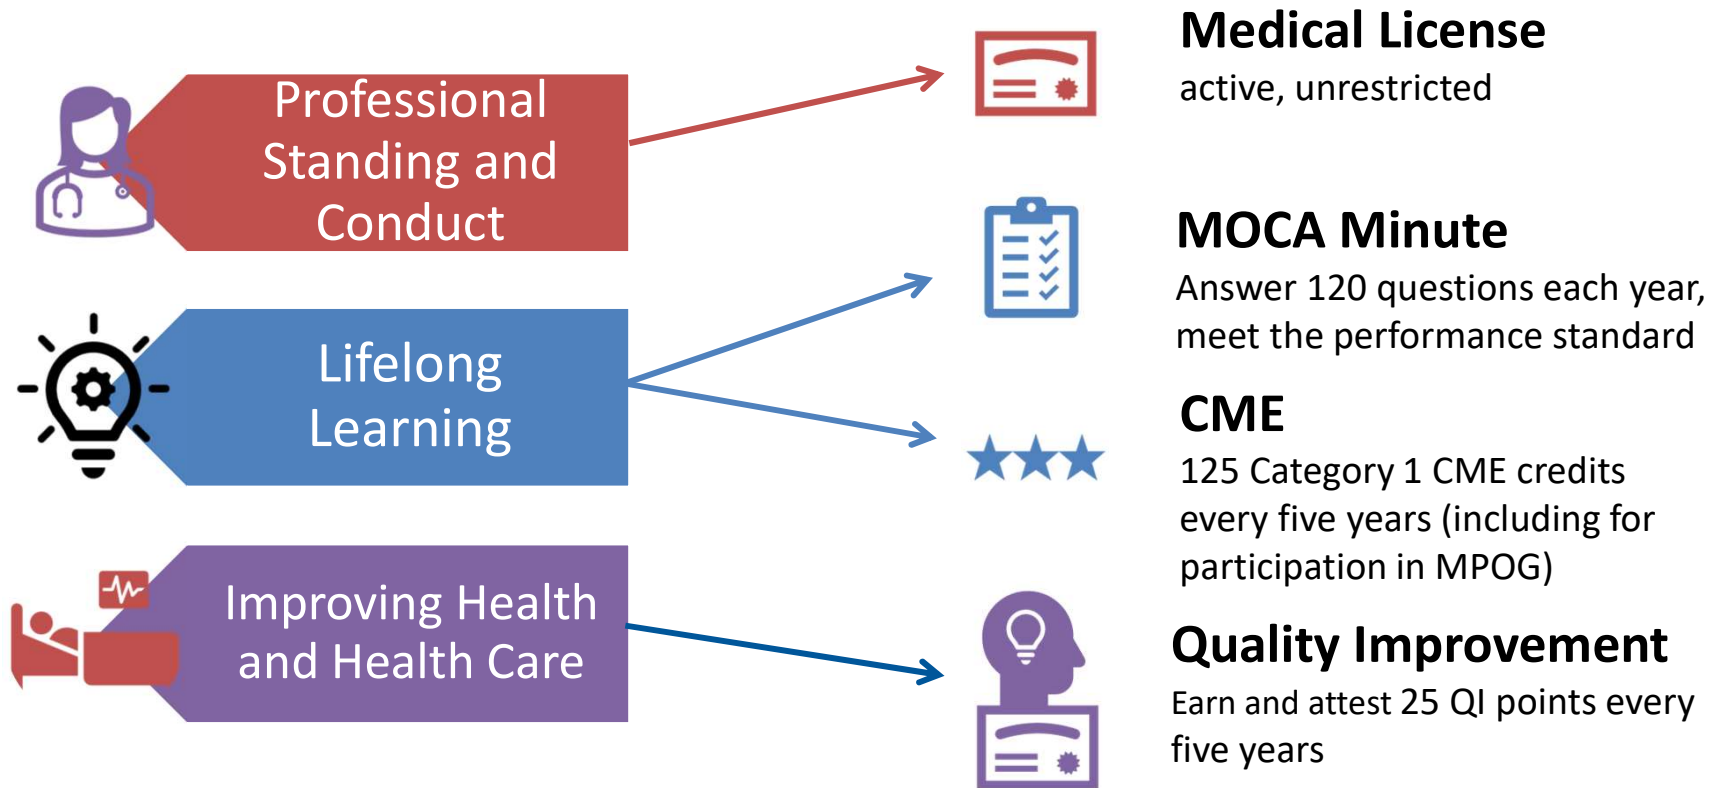 Professional
Standing and
Conduct
Medical License
active, unrestricted
Lifelong
Learning
MOCA Minute
Answer 120 questions each year,
meet the performance standard
CME
125 Category 1 CME credits
every five years (including for
participation in MPOG)
Improving Health
and Health Care
Quality Improvement
Earn and attest 25 QI points every
five years